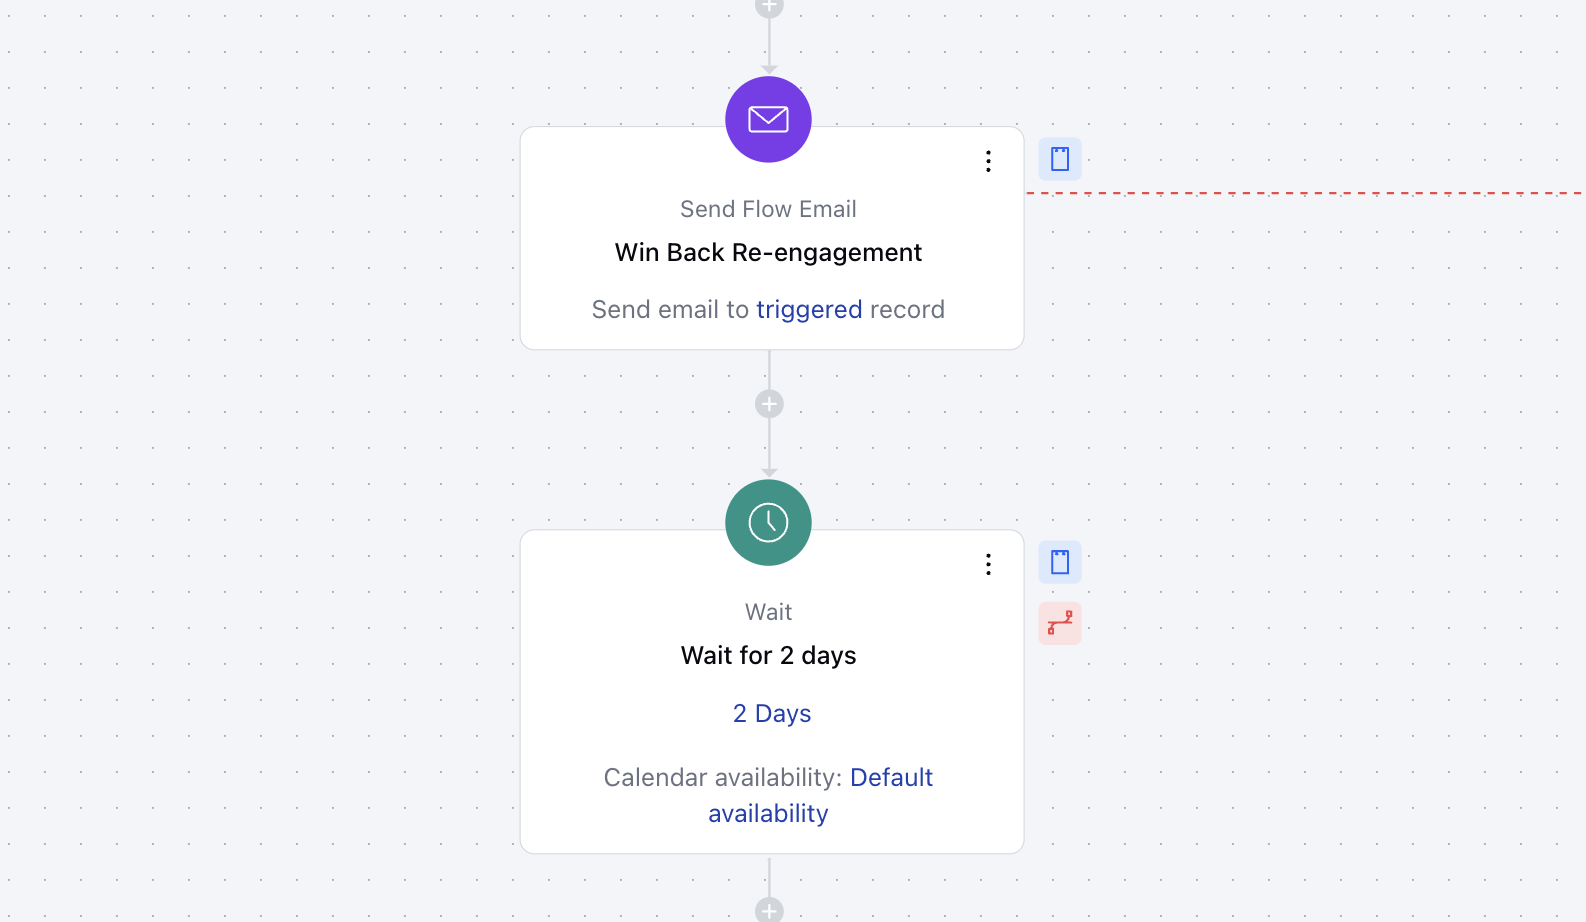 Send Flow Email
Win Back Re-engagement
Send email to triggered record
Wait
Wait for 2 days
2 Days
Calendar availability: Default
availability